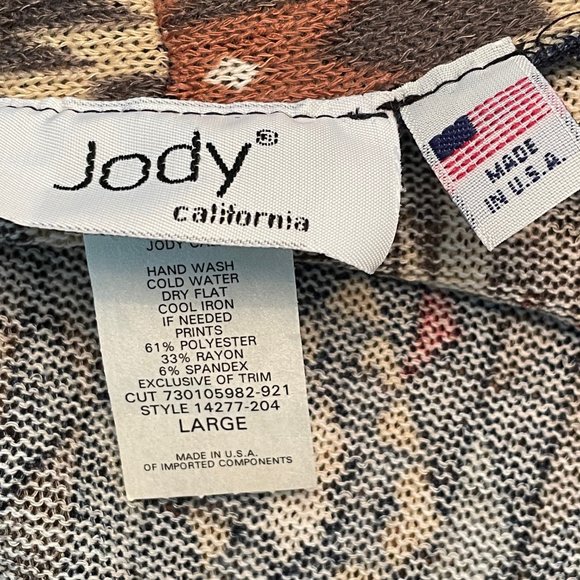 Jody®
california
MADE
IN U.S.A.
JODY
HAND WASH
COLD WATER
DRY FLAT
COOL IRON
IF NEEDED
PRINTS
61% POLYESTER
33% RAYON
6% SPANDEX
EXCLUSIVE OF TRIM
CUT 730105982-921
STYLE 14277-204
LARGE
MADE IN U.S.A.
OF IMPORTED COMPONENTS